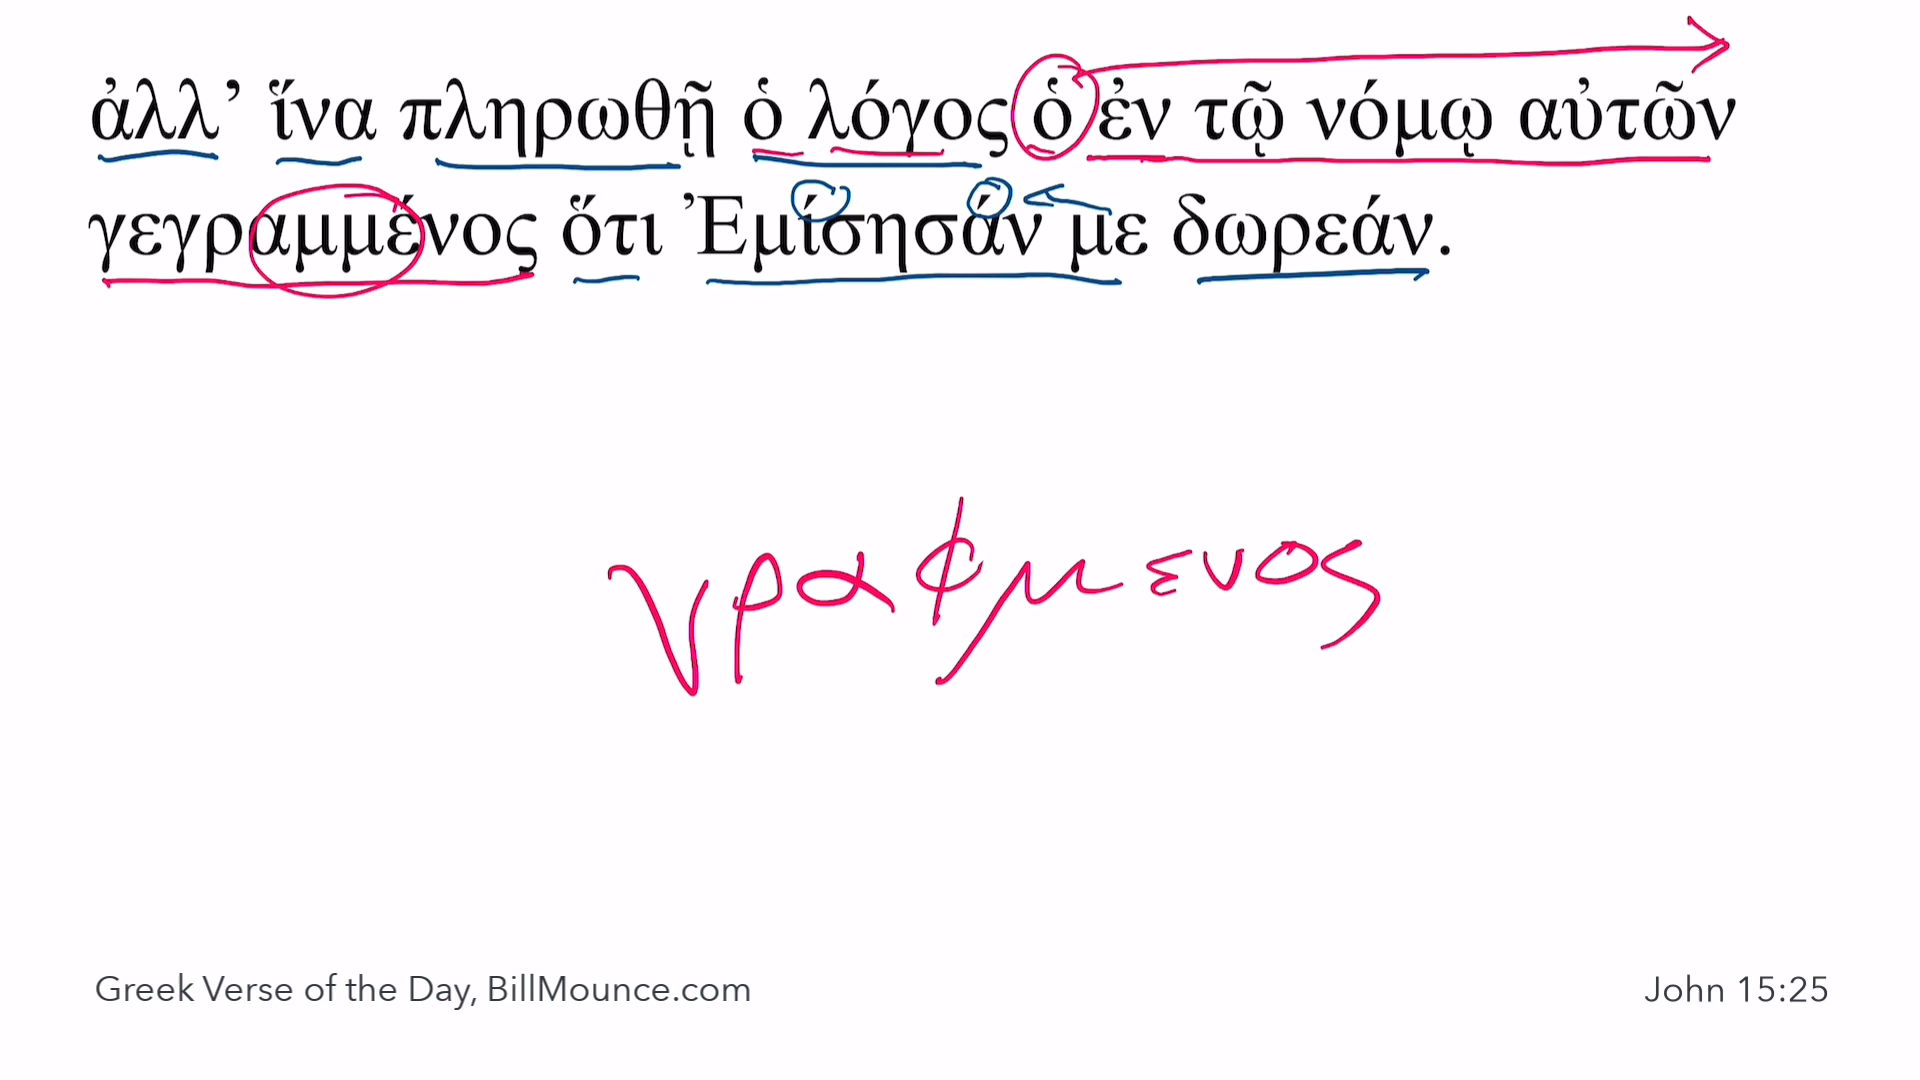 ἀλλ’ ἵνα πληρωθῇ ὁ λόγος ὁ ἐν τῷ νόμῳ αὐτῶν
γεγραμμένος ὅτι Ἐμίσησάν με δωρεάν.
γραφμενος
Greek Verse of the Day, BillMounce.com
John 15:25